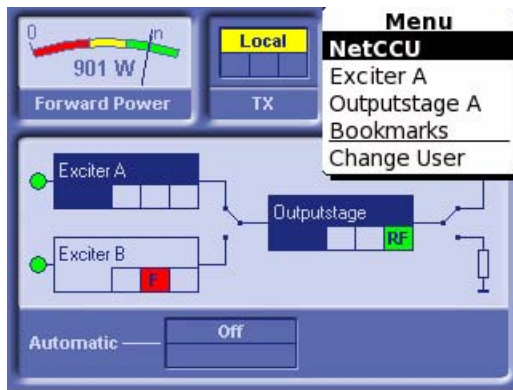 0
n
901 W
Forward Power
Local
TX
Menu
NetCCU
Exciter A
Outputstage A
Bookmarks
Change User
Exciter A
Outputstage
RF
Exciter B
F
Automatic
Off